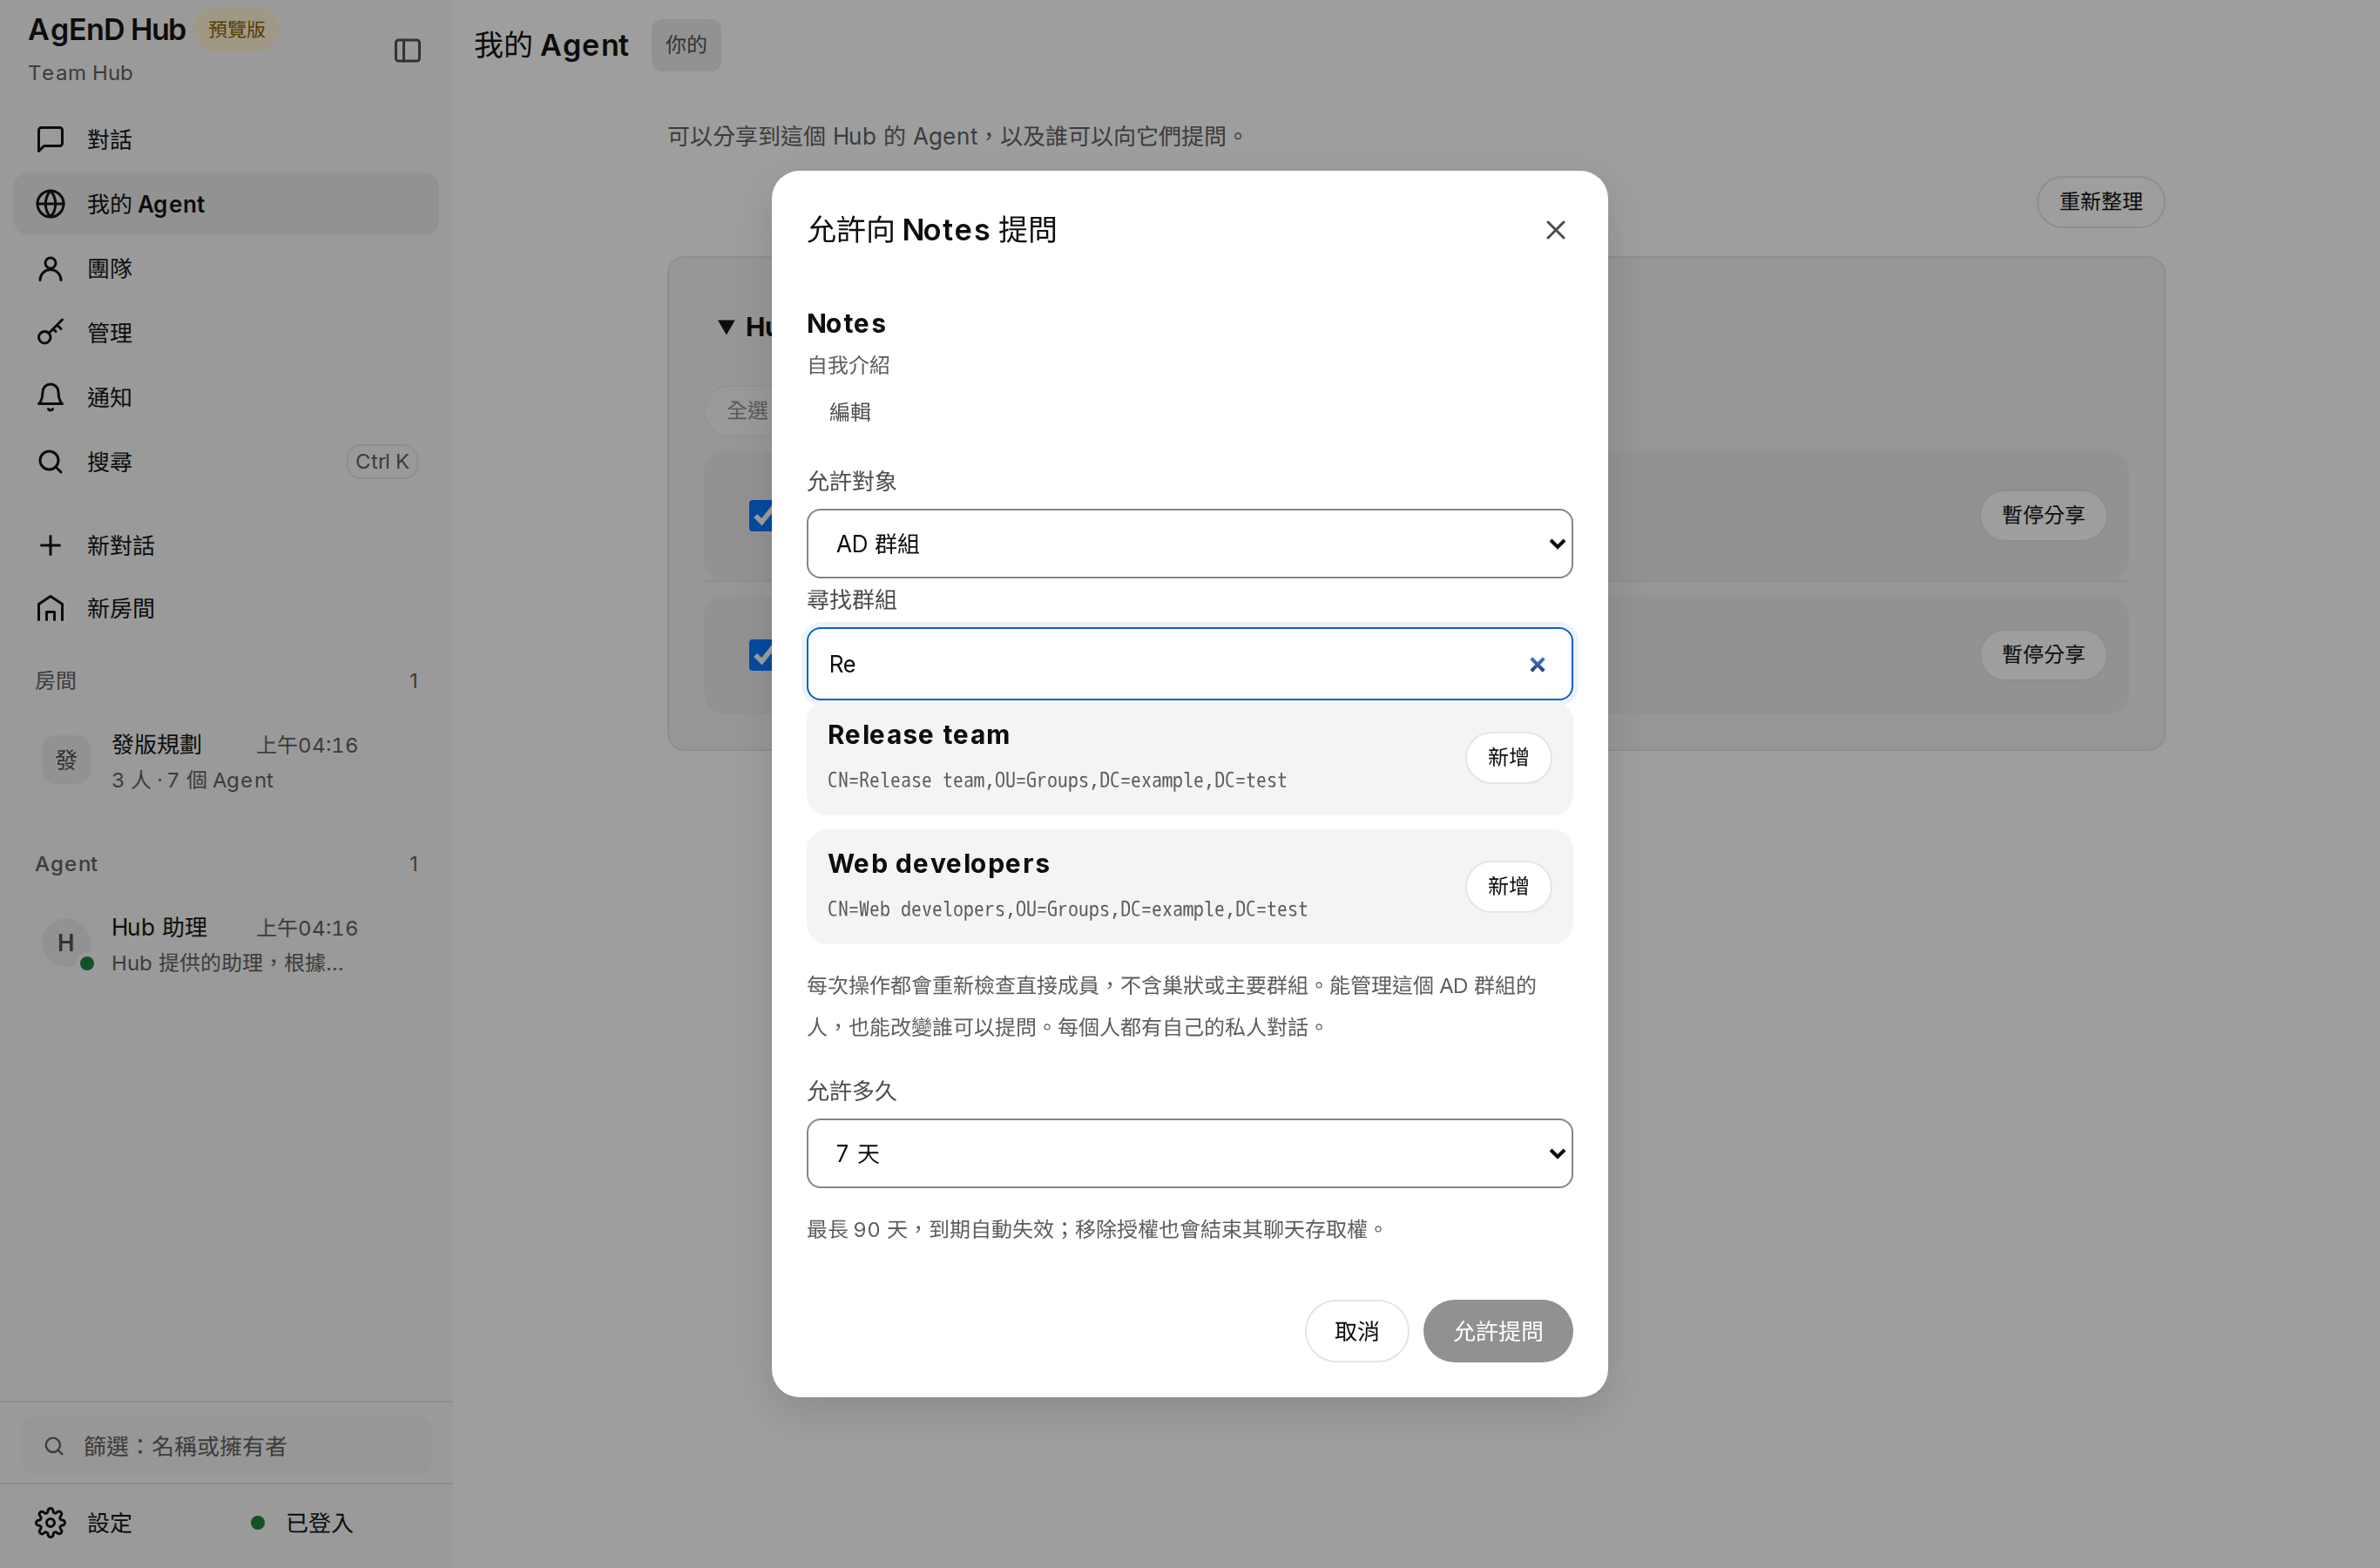 AgEnD Hub 預覽版
Team Hub
對話
我的 Agent
團隊
管理
通知
搜尋 Ctrl K
新對話
新房間
房間 1
發 發版規劃 上午04:16
3 人 · 7 個 Agent
Agent 1
H Hub 助理 上午04:16
Hub 提供的助理，根據...
篩選：名稱或擁有者
設定 已登入
我的 Agent 你的
可以分享到這個 Hub 的 Agent，以及誰可以向它們提問。
重新整理
全選
暫停分享
暫停分享
允許向 Notes 提問
Notes
自我介紹
編輯
允許對象
AD 群組
尋找群組
Re
Release team
CN=Release team,OU=Groups,DC=example,DC=test
新增
Web developers
CN=Web developers,OU=Groups,DC=example,DC=test
新增
每次操作都會重新檢查直接成員，不含巢狀或主要群組。能管理這個 AD 群組的
人，也能改變誰可以提問。每個人都有自己的私人對話。
允許多久
7 天
最長 90 天，到期自動失效；移除授權也會結束其聊天存取權。
取消 允許提問